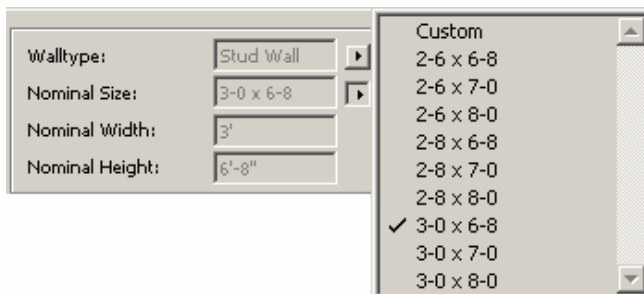 Walltype: Stud Wall
Nominal Size: 3-0 x 6-8
Nominal Width: 3'
Nominal Height: 6'-8"
Custom
2-6 x 6-8
2-6 x 7-0
2-6 x 8-0
2-8 x 6-8
2-8 x 7-0
2-8 x 8-0
3-0 x 6-8
3-0 x 7-0
3-0 x 8-0